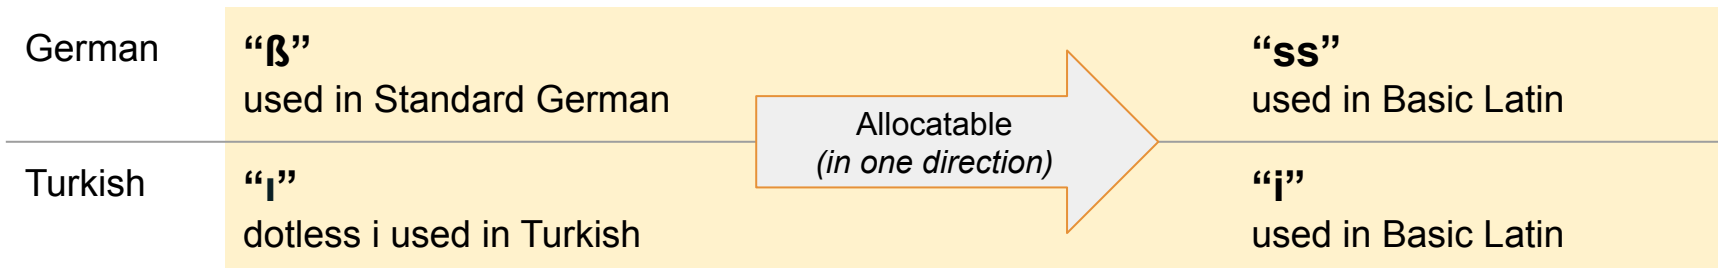 German
“ß”
used in Standard German
“ss”
used in Basic Latin
Allocatable
(in one direction)
Turkish
“ı”
dotless i used in Turkish
“i”
used in Basic Latin